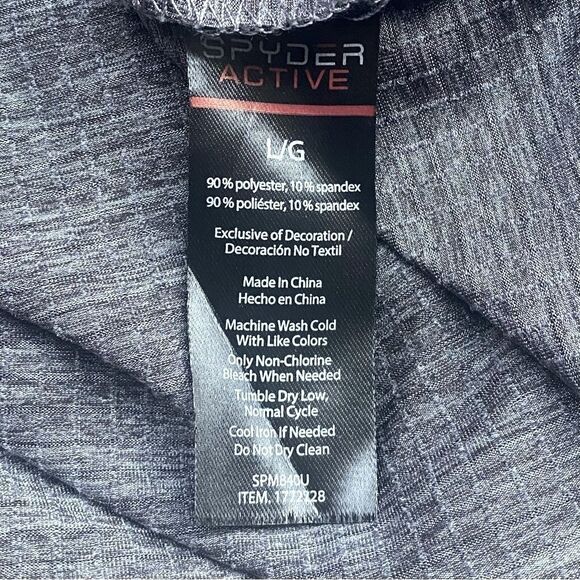 SPYDER
ACTIVE
L/G
90% polyester, 10% spandex
90% poliéster, 10% spandex
Exclusive of Decoration /
Decoración No Textil
Made In China
Hecho en China
Machine Wash Cold
With Like Colors
Only Non-Chlorine
Bleach When Needed
Tumble Dry Low,
Normal Cycle
Cool Iron If Needed
Do Not Dry Clean
SPM840U
ITEM. 1772328